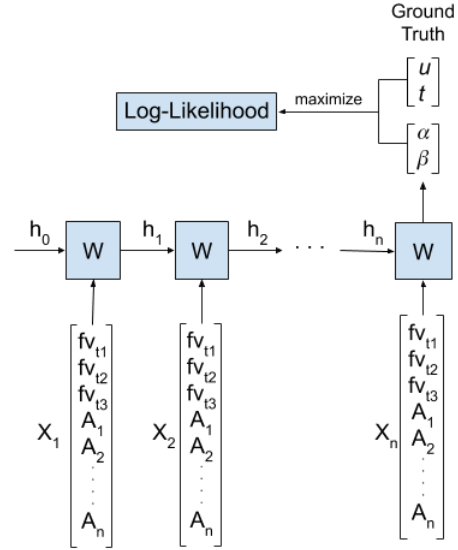 Ground
Truth
u
t
maximize
Log-Likelihood
α
β
h0 h1 h2 . . . hn
W W W
X1 X2 Xn
fvt1 fvt1 fvt1
fvt2 fvt2 fvt2
fvt3 fvt3 fvt3
A1 A1 A1
A2 A2 A2
. . .
An An An